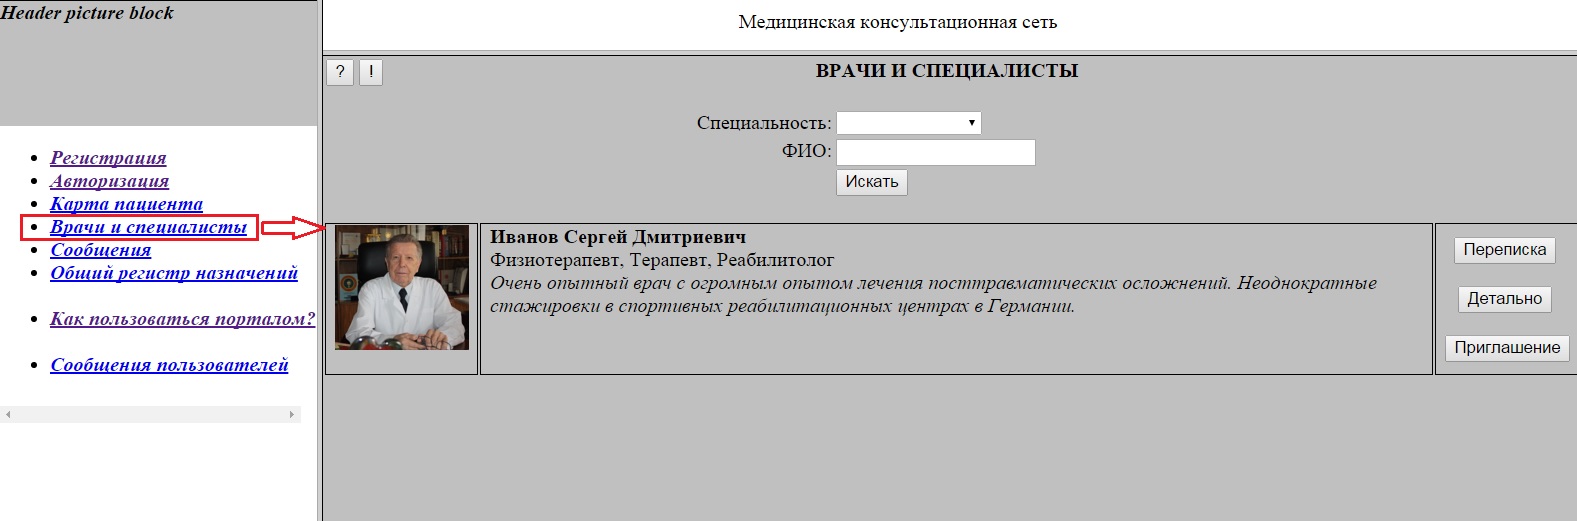 Header picture block
Регистрация
Авторизация
Карта пациента
Врачи и специалисты
Сообщения
Общий регистр назначений
Как пользоваться порталом?
Сообщения пользователей
Медицинская консультационная сеть
? !
ВРАЧИ И СПЕЦИАЛИСТЫ
Специальность:
ФИО:
Искать
Иванов Сергей Дмитриевич
Физиотерапевт, Терапевт, Реабилитолог
Очень опытный врач с огромным опытом лечения посттравматических осложнений. Неоднократные
стажировки в спортивных реабилитационных центрах в Германии.
Переписка
Детально
Приглашение